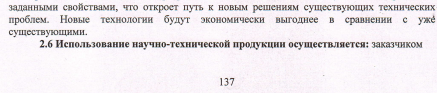 заданными свойствами, что откроет путь к новым решениям существующих технических
проблем. Новые технологии будут экономически выгоднее в сравнении с уже
существующими.
2.6 Использование научно-технической продукции осуществляется: заказчиком
137